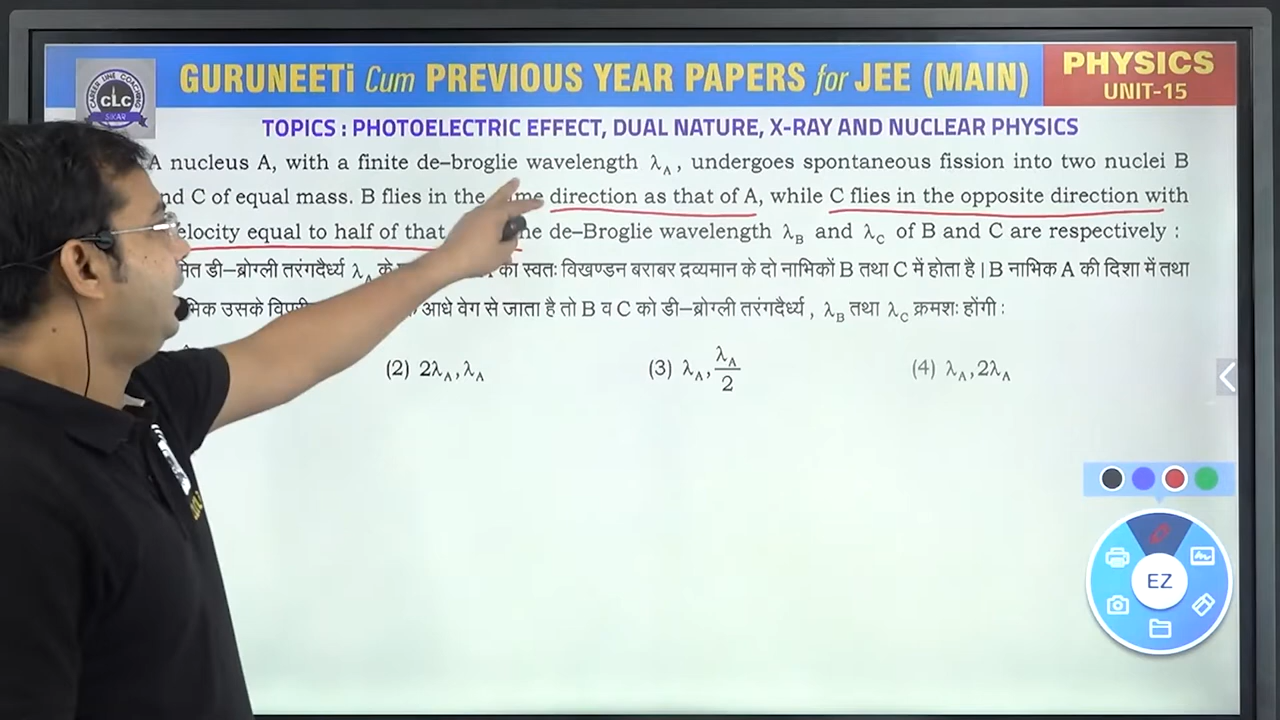 GURUNEETi Cum PREVIOUS YEAR PAPERS for JEE (MAIN)
PHYSICS
UNIT-15
CAREER LINE COACHING
CLC
SIKAR
TOPICS : PHOTOELECTRIC EFFECT, DUAL NATURE, X-RAY AND NUCLEAR PHYSICS
A nucleus A, with a finite de–broglie wavelength λA, undergoes spontaneous fission into two nuclei B
C of equal mass. B flies in the direction as that of A, while C flies in the opposite direction with
equal to half of that de–Broglie wavelength λB and λC of B and C are respectively :
डी–ब्रोग्ली तरंगदैर्ध्य λA के का स्वतः विखण्डन बराबर द्रव्यमान के दो नाभिकों B तथा C में होता है। B नाभिक A की दिशा में तथा
उसके आधे वेग से जाता है तो B व C को डी–ब्रोग्ली तरंगदैर्ध्य, λB तथा λC क्रमशः होंगी :
(2) 2λA, λA (3) λA, λA/2 (4) λA, 2λA
EZ